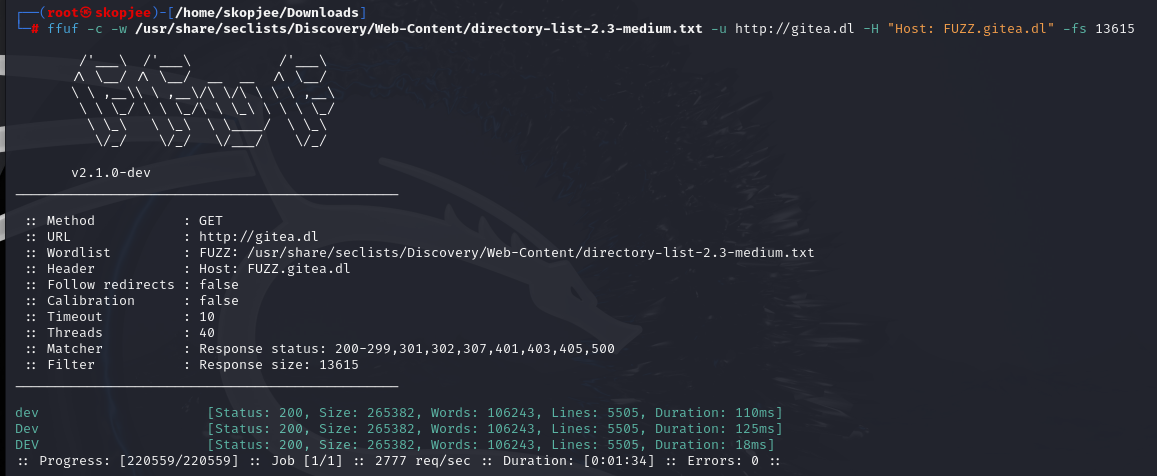 ┌──(root㉿skopjee)-[/home/skopjee/Downloads]
└─# ffuf -c -w /usr/share/seclists/Discovery/Web-Content/directory-list-2.3-medium.txt -u http://gitea.dl -H "Host: FUZZ.gitea.dl" -fs 13615
        /'___\  /'___\           /'___\
       /\ \__/ /\ \__/  __  __  /\ \__/
       \ \ ,__\\ \ ,__\/\ \/\ \ \ \ ,__\
        \ \ \_/ \ \ \_/\ \ \_\ \ \ \ \_/
         \ \_\   \ \_\  \ \____/  \ \_\
          \/_/    \/_/   \/___/    \/_/
       v2.1.0-dev
________________________________________________
 :: Method           : GET
 :: URL              : http://gitea.dl
 :: Wordlist         : FUZZ: /usr/share/seclists/Discovery/Web-Content/directory-list-2.3-medium.txt
 :: Header           : Host: FUZZ.gitea.dl
 :: Follow redirects : false
 :: Calibration      : false
 :: Timeout          : 10
 :: Threads          : 40
 :: Matcher          : Response status: 200-299,301,302,307,401,403,405,500
 :: Filter           : Response size: 13615
________________________________________________
dev                     [Status: 200, Size: 265382, Words: 106243, Lines: 5505, Duration: 110ms]
Dev                     [Status: 200, Size: 265382, Words: 106243, Lines: 5505, Duration: 125ms]
DEV                     [Status: 200, Size: 265382, Words: 106243, Lines: 5505, Duration: 18ms]
:: Progress: [220559/220559] :: Job [1/1] :: 2777 req/sec :: Duration: [0:01:34] :: Errors: 0 ::